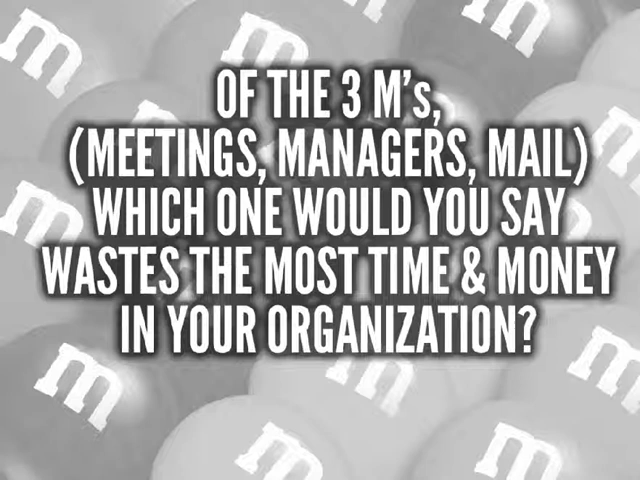 OF THE 3 M's,
(MEETINGS, MANAGERS, MAIL)
WHICH ONE WOULD YOU SAY
WASTES THE MOST TIME & MONEY
IN YOUR ORGANIZATION?
m
m
m
m
m
m
m
m
m
m